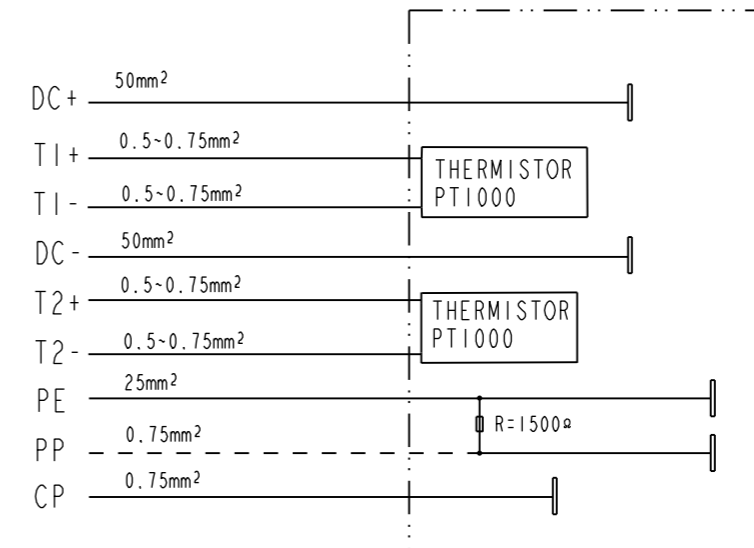 50mm²
DC+
0.5~0.75mm²
T1+
THERMISTOR
PT1000
0.5~0.75mm²
T1-
50mm²
DC-
0.5~0.75mm²
T2+
THERMISTOR
PT1000
0.5~0.75mm²
T2-
25mm²
PE
R=1500Ω
0.75mm²
PP
0.75mm²
CP